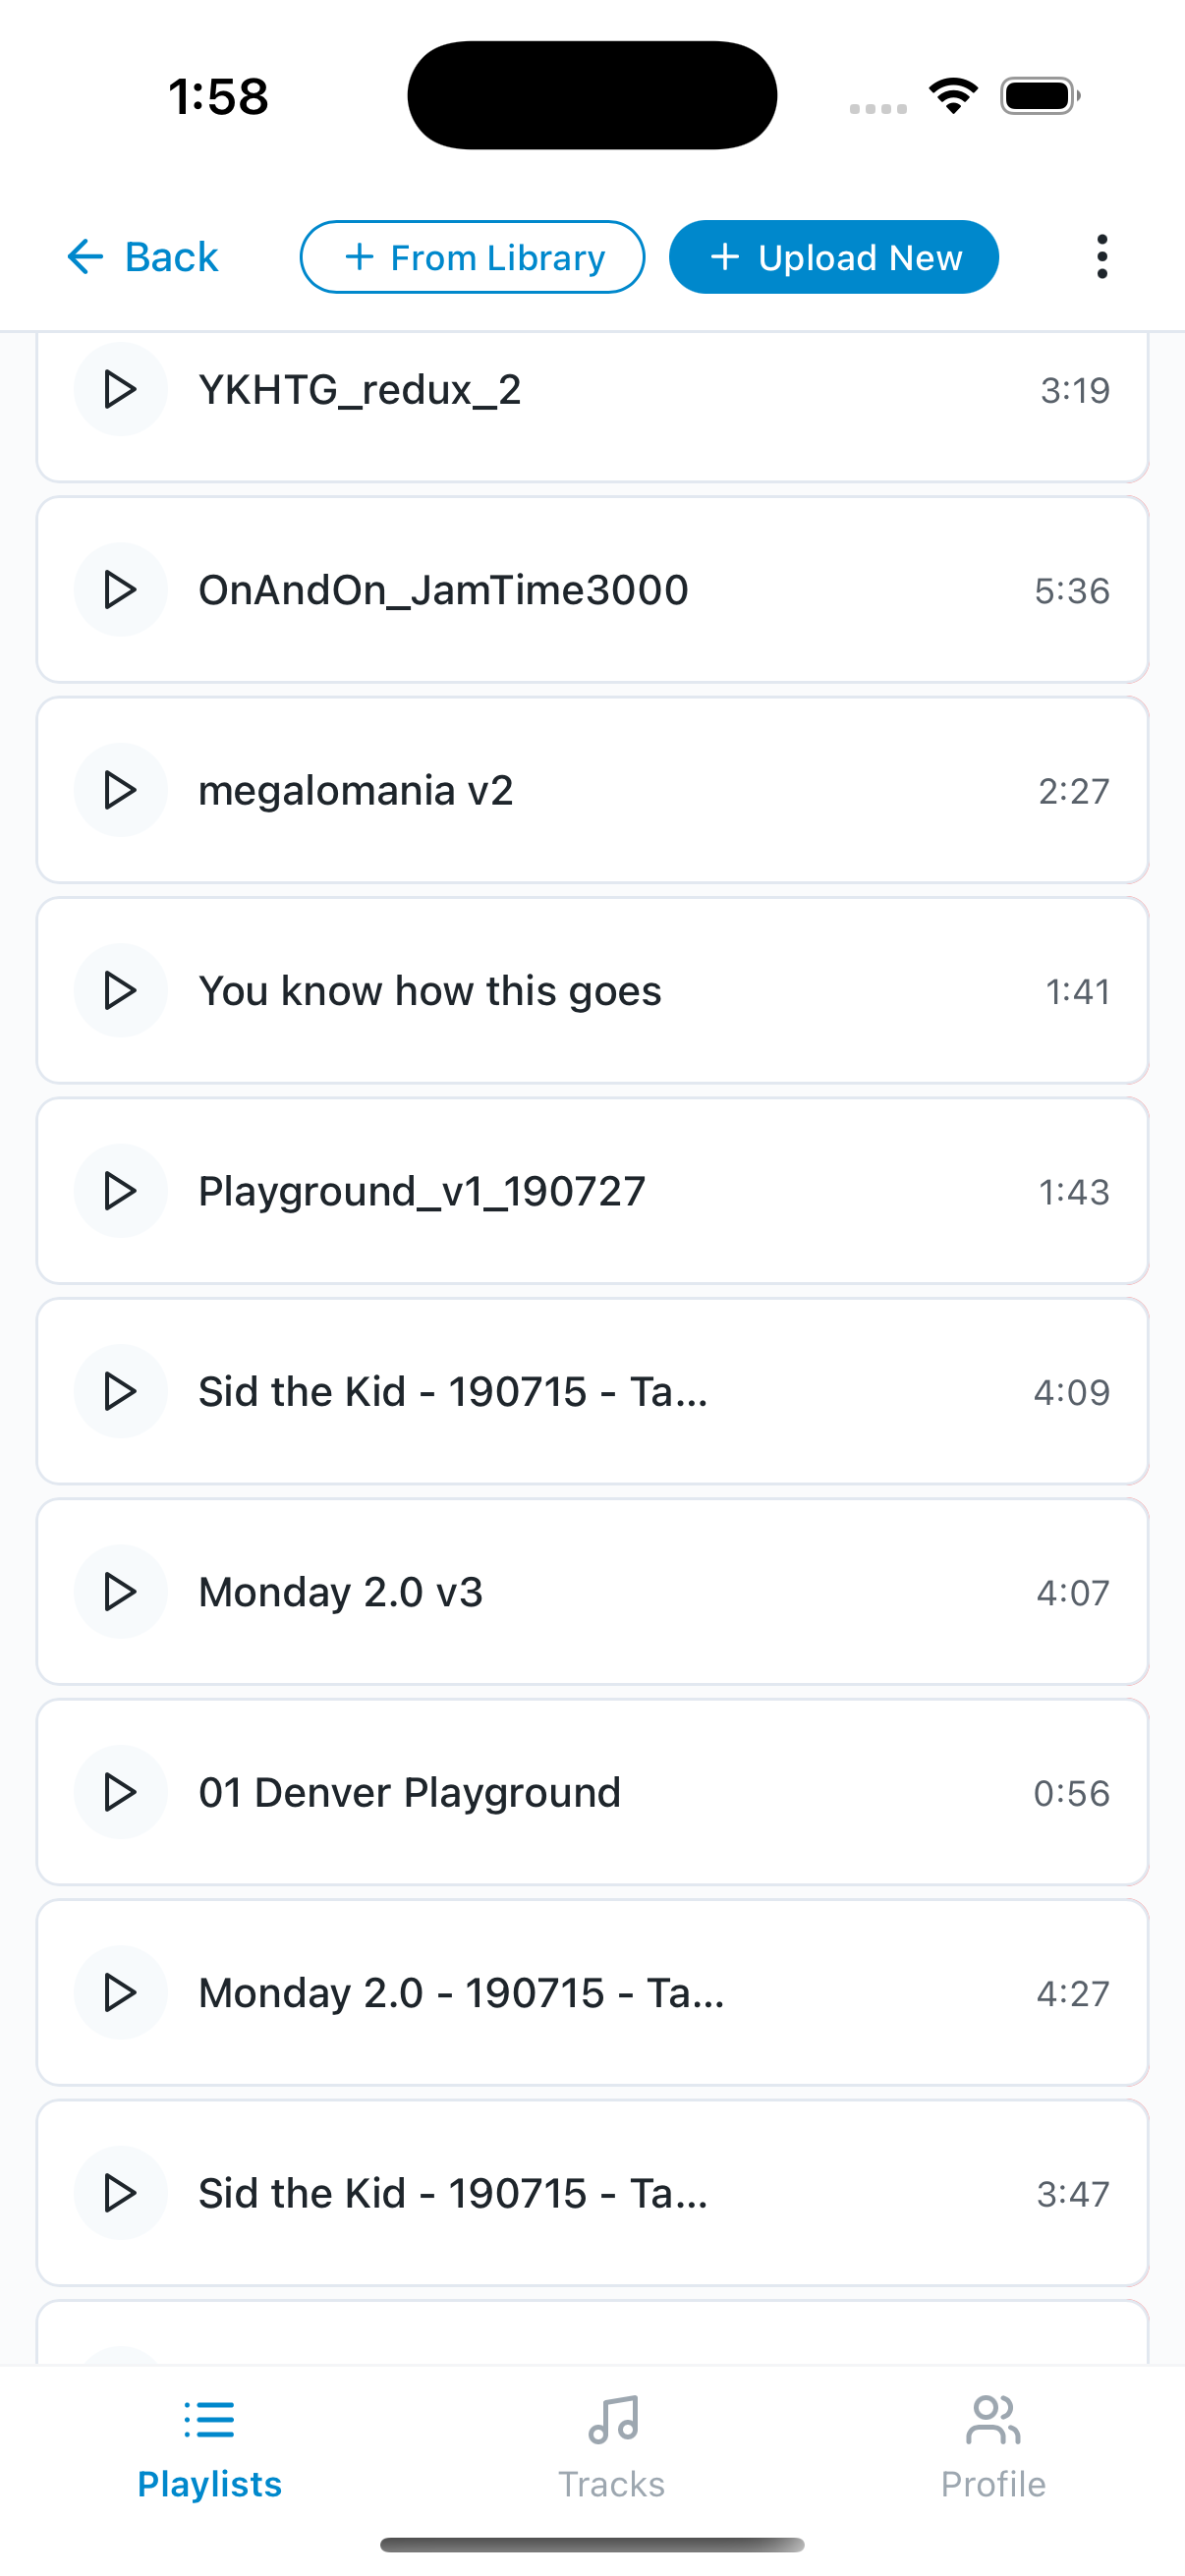 1:58
Back
+ From Library
+ Upload New
YKHTG_redux_2
3:19
OnAndOn_JamTime3000
5:36
megalomania v2
2:27
You know how this goes
1:41
Playground_v1_190727
1:43
Sid the Kid - 190715 - Ta...
4:09
Monday 2.0 v3
4:07
01 Denver Playground
0:56
Monday 2.0 - 190715 - Ta...
4:27
Sid the Kid - 190715 - Ta...
3:47
Playlists
Tracks
Profile